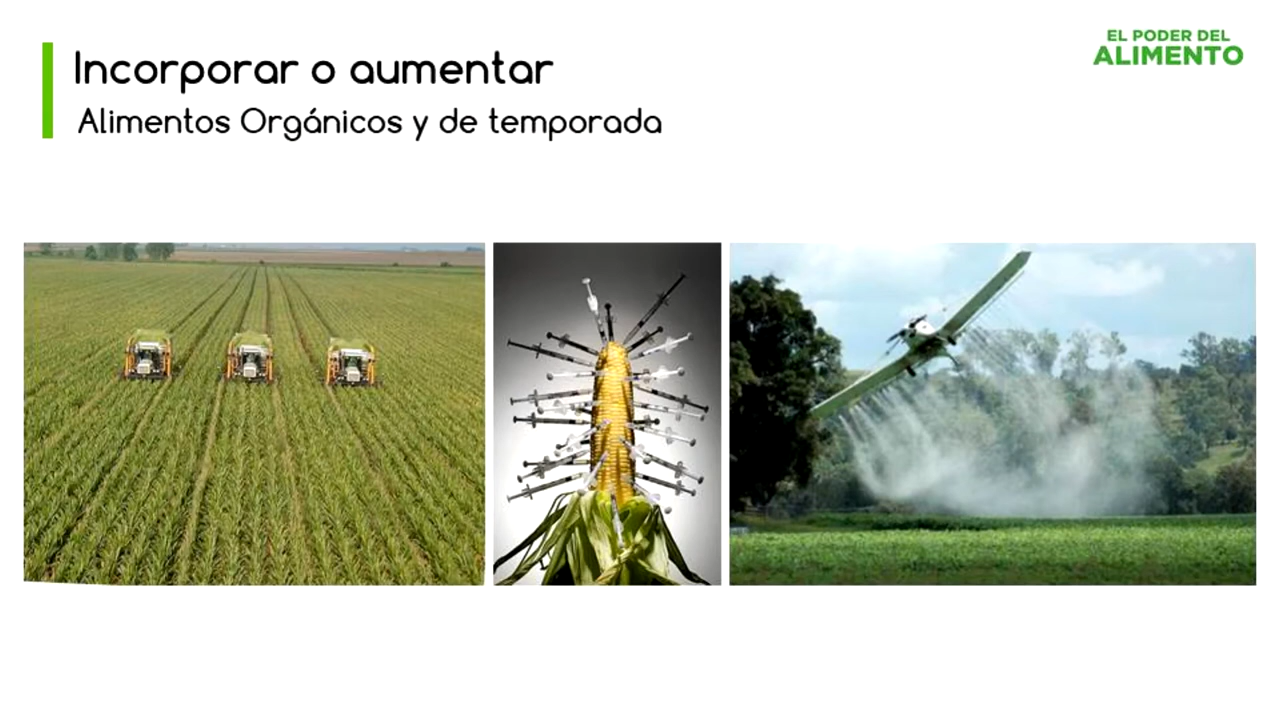 Incorporar o aumentar
Alimentos Orgánicos y de temporada
EL PODER DEL
ALIMENTO